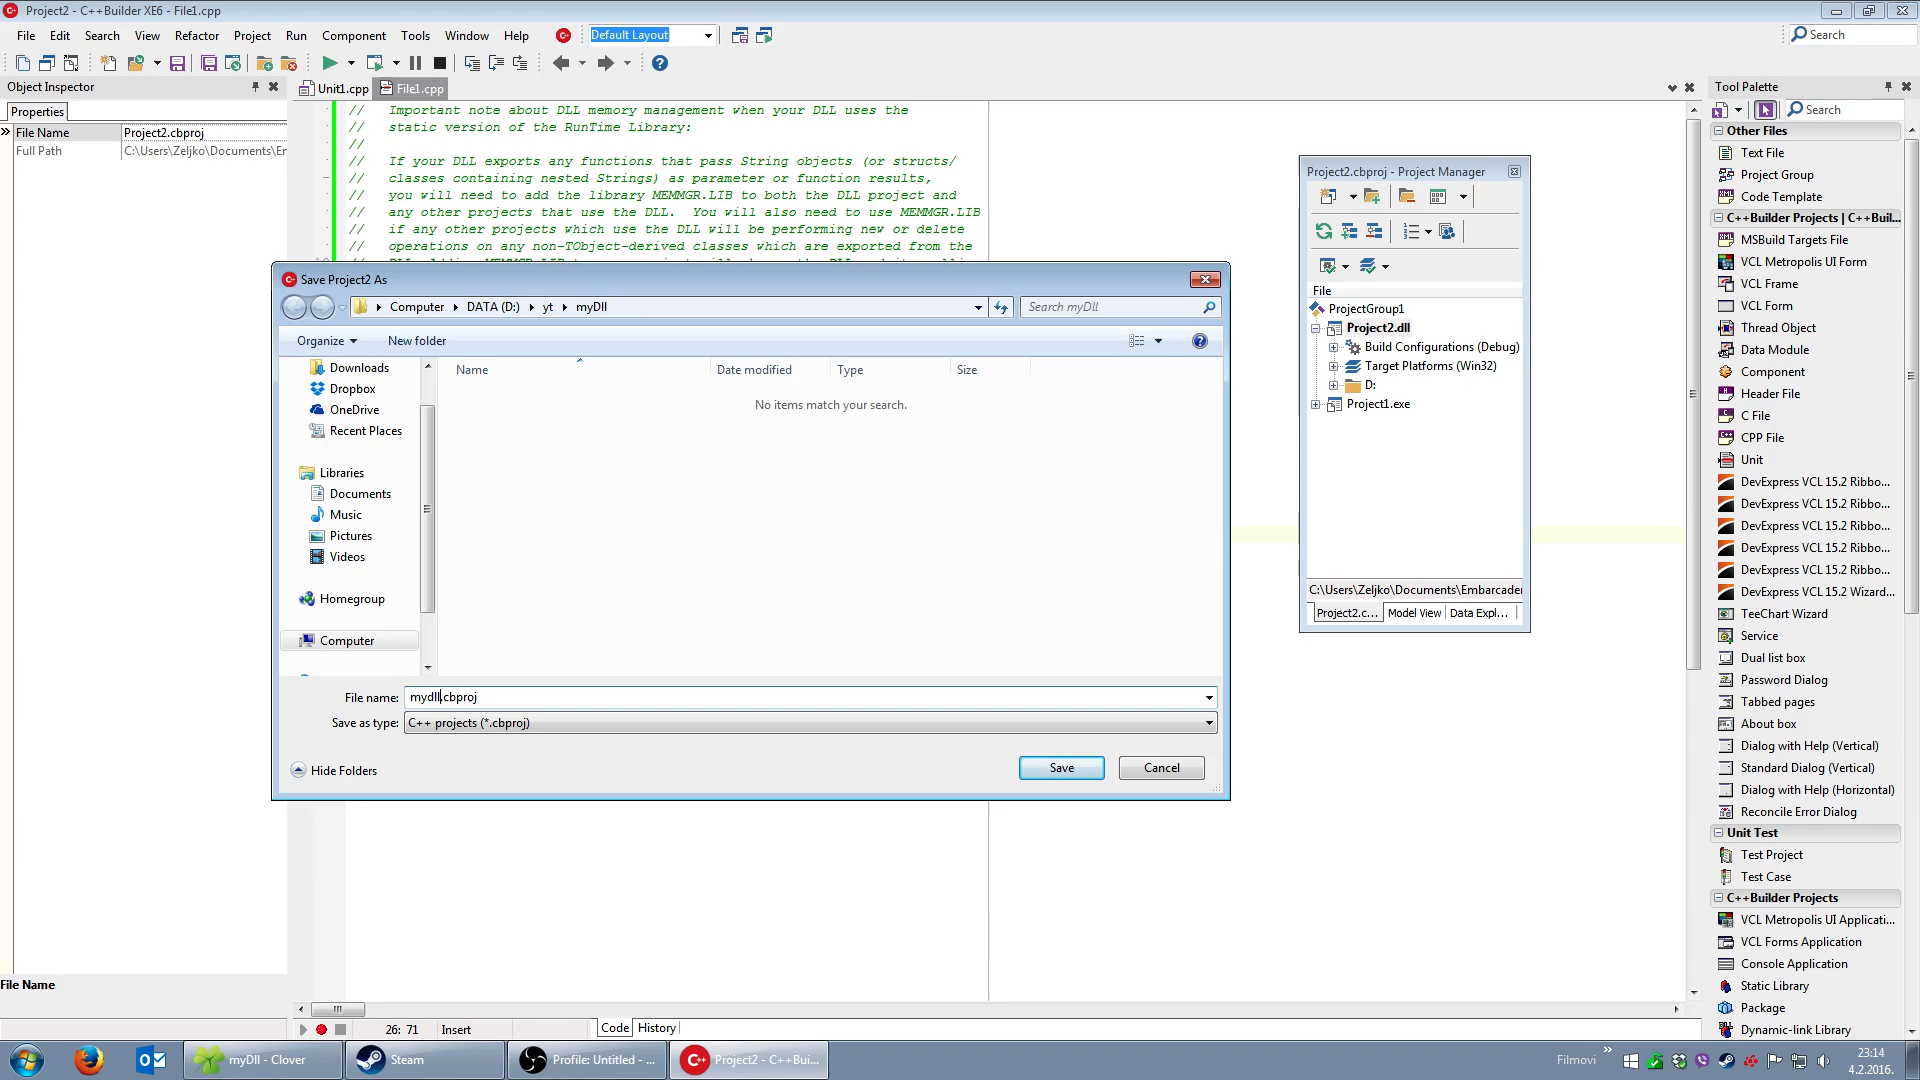 Project2 - C++Builder XE6 - File1.cpp
File Edit Search View Refactor Project Run Component Tools Window Help Default Layout Search
Object Inspector
Properties
File Name Project2.cbproj
Full Path C:\Users\Zeljko\Documents\En
Unit1.cpp File1.cpp
// Important note about DLL memory management when your DLL uses the
// static version of the RunTime Library:
//
// If your DLL exports any functions that pass String objects (or structs/
// classes containing nested Strings) as parameter or function results,
// you will need to add the library MEMMGR.LIB to both the DLL project and
// any other projects that use the DLL. You will also need to use MEMMGR.LIB
// if any other projects which use the DLL will be performing new or delete
// operations on any non-TObject-derived classes which are exported from the
Save Project2 As
Computer DATA (D:) yt myDll
Search myDll
Organize New folder
Downloads
Dropbox
OneDrive
Recent Places
Libraries
Documents
Music
Pictures
Videos
Homegroup
Computer
Name Date modified Type Size
No items match your search.
File name: mydll.cbproj
Save as type: C++ projects (*.cbproj)
Hide Folders
Save Cancel
Project2.cbproj - Project Manager
File
ProjectGroup1
Project2.dll
Build Configurations (Debug)
Target Platforms (Win32)
D:
Project1.exe
C:\Users\Zeljko\Documents\Embarcader
Project2.c... Model View Data Expl...
Tool Palette
Search
Other Files
Text File
Project Group
Code Template
C++Builder Projects | C++Buil...
MSBuild Targets File
VCL Metropolis UI Form
VCL Frame
VCL Form
Thread Object
Data Module
Component
Header File
C File
CPP File
Unit
DevExpress VCL 15.2 Ribbo...
DevExpress VCL 15.2 Ribbo...
DevExpress VCL 15.2 Ribbo...
DevExpress VCL 15.2 Ribbo...
DevExpress VCL 15.2 Ribbo...
DevExpress VCL 15.2 Wizard...
TeeChart Wizard
Service
Dual list box
Password Dialog
Tabbed pages
About box
Dialog with Help (Vertical)
Standard Dialog (Vertical)
Dialog with Help (Horizontal)
Reconcile Error Dialog
Unit Test
Test Project
Test Case
C++Builder Projects
VCL Metropolis UI Applicati...
VCL Forms Application
Console Application
Static Library
Package
Dynamic-link Library
File Name
26: 71 Insert Code History
myDll - Clover Steam Profile: Untitled - ... Project2 - C++Bui... Filmovi
23:14
4.2.2016.